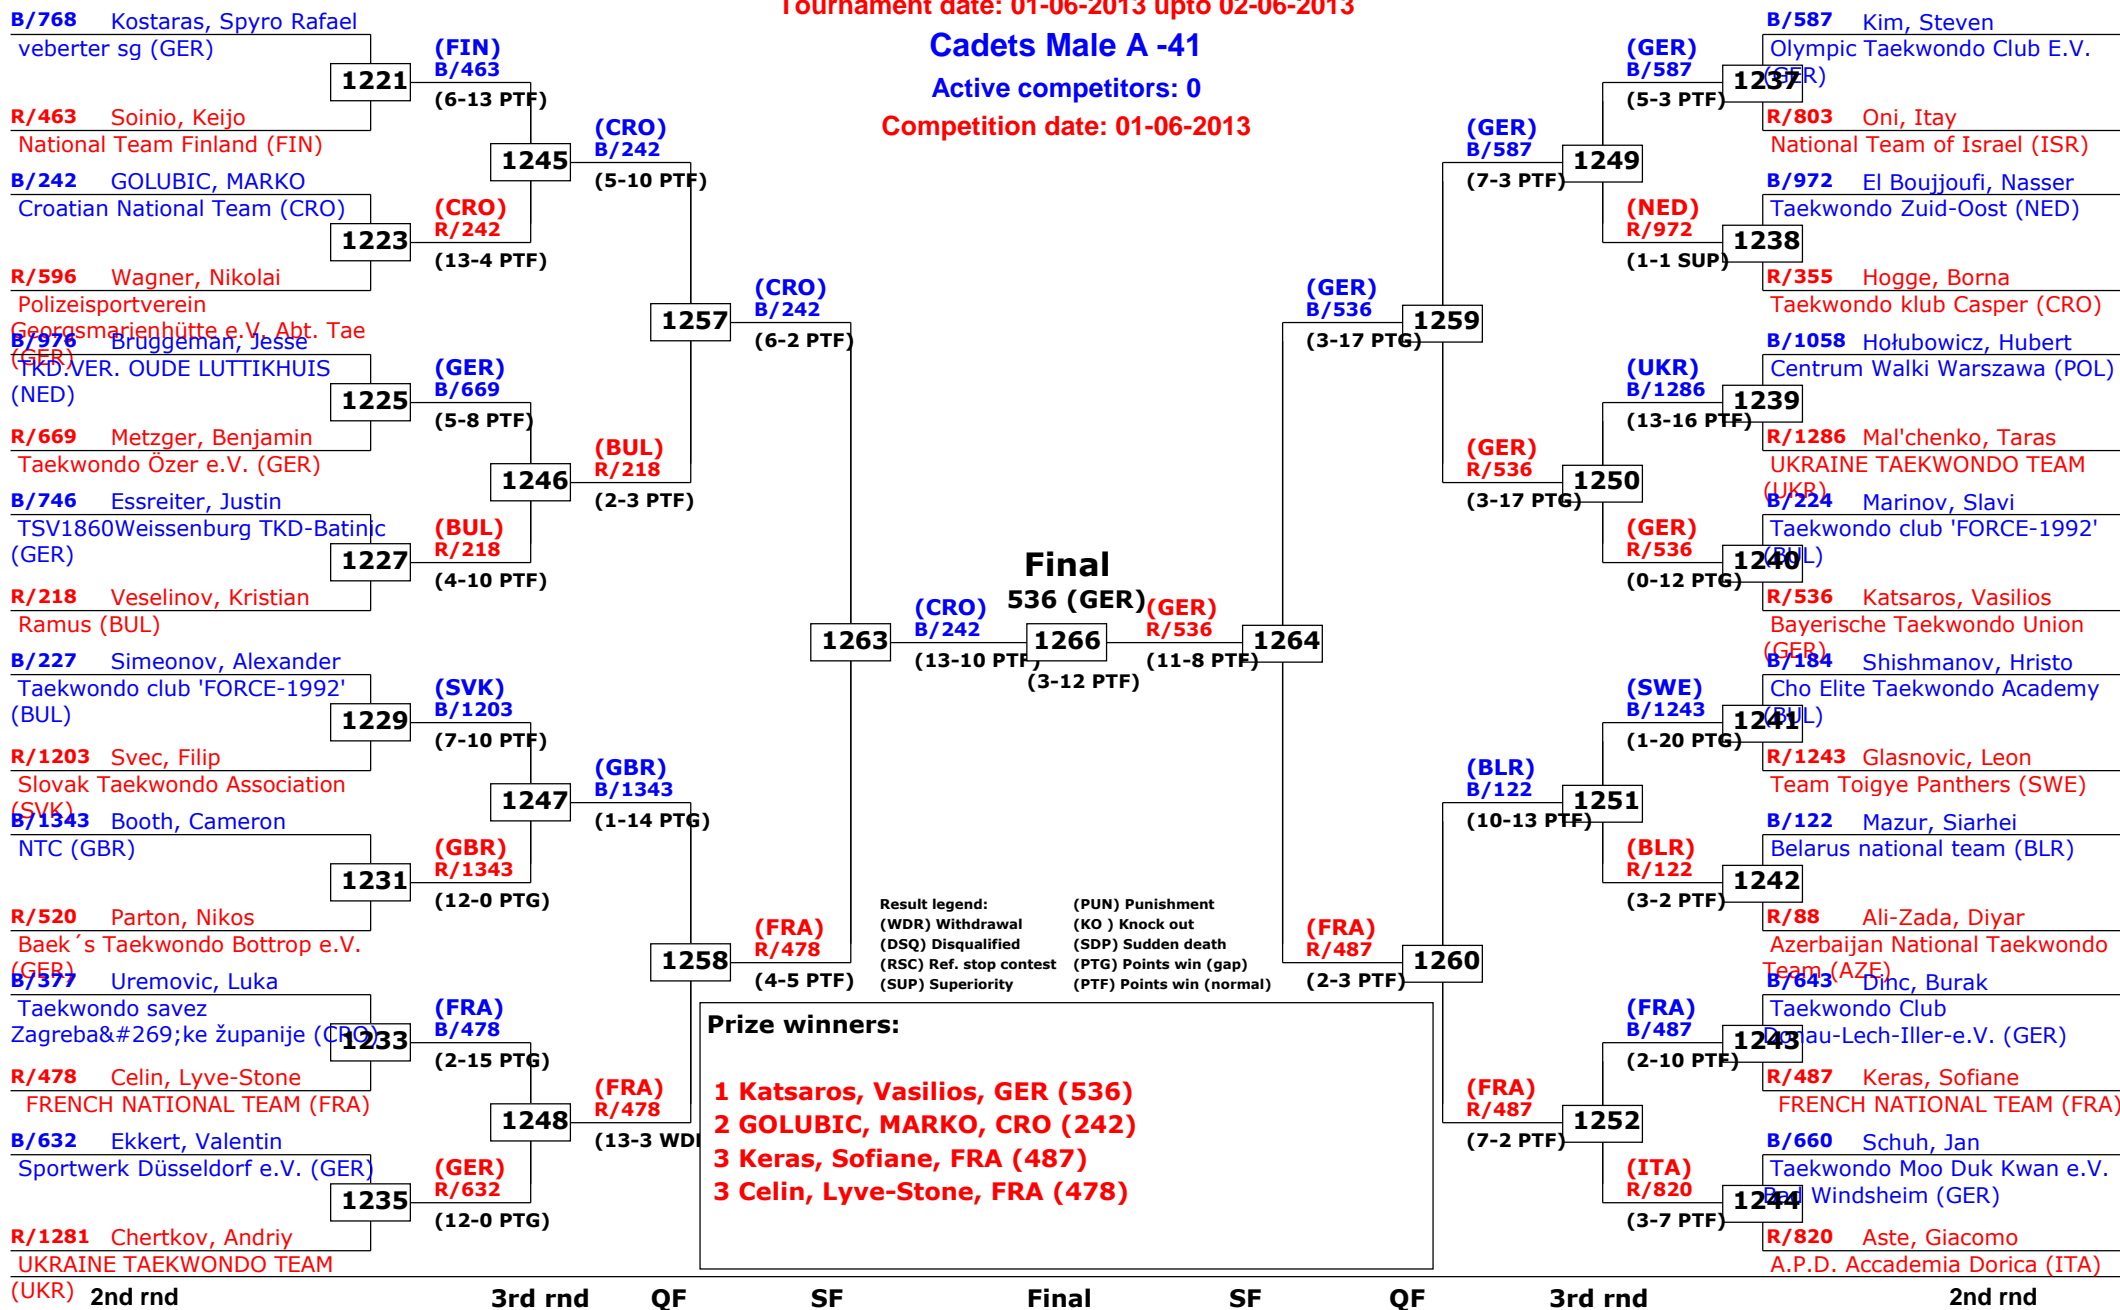 Tournament date: 01-06-2013 upto 02-06-2013
Cadets Male A -41
Active competitors: 0
Competition date: 01-06-2013
B/768 Kostaras, Spyro Rafael
veberter sg (GER)
1221
R/463 Soinio, Keijo
National Team Finland (FIN)
B/242 GOLUBIC, MARKO
Croatian National Team (CRO)
1223
R/596 Wagner, Nikolai
Polizeisportverein
Georgsmarienhütte e.V. Abt. Tae
(GER)
B/976 Bruggeman, Jesse
TKD.VER. OUDE LUTTIKHUIS
(NED)
1225
R/669 Metzger, Benjamin
Taekwondo Özer e.V. (GER)
B/746 Essreiter, Justin
TSV1860Weissenburg TKD-Batinic
(GER)
1227
R/218 Veselinov, Kristian
Ramus (BUL)
B/227 Simeonov, Alexander
Taekwondo club 'FORCE-1992'
(BUL)
1229
R/1203 Svec, Filip
Slovak Taekwondo Association
(SVK)
B/1343 Booth, Cameron
NTC (GBR)
1231
R/520 Parton, Nikos
Baek´s Taekwondo Bottrop e.V.
(GER)
B/377 Uremovic, Luka
Taekwondo savez
Zagreba&#269;ke županije (CRO)
1233
R/478 Celin, Lyve-Stone
FRENCH NATIONAL TEAM (FRA)
B/632 Ekkert, Valentin
Sportwerk Düsseldorf e.V. (GER)
1235
R/1281 Chertkov, Andriy
UKRAINE TAEKWONDO TEAM
(UKR)
(FIN)
B/463
(6-13 PTF)
1245
(CRO)
R/242
(13-4 PTF)
(GER)
B/669
(5-8 PTF)
1246
(BUL)
R/218
(4-10 PTF)
(SVK)
B/1203
(7-10 PTF)
1247
(GBR)
R/1343
(12-0 PTG)
(FRA)
B/478
(2-15 PTG)
1248
(GER)
R/632
(12-0 PTG)
(CRO)
B/242
(5-10 PTF)
1257
(BUL)
R/218
(2-3 PTF)
(GBR)
B/1343
(1-14 PTG)
1258
(FRA)
R/478
(13-3 WD
(CRO)
B/242
(6-2 PTF)
1263
(FRA)
R/478
(4-5 PTF)
(CRO)
B/242
(13-10 PTF)
Final
536 (GER)
1266
(3-12 PTF)
(GER)
R/536
(11-8 PTF)
1264
(GER)
B/536
(3-17 PTG)
1259
(FRA)
R/487
(2-3 PTF)
1260
(GER)
B/587
(7-3 PTF)
1249
(GER)
R/536
(3-17 PTG)
1250
(BLR)
B/122
(10-13 PTF)
1251
(FRA)
R/487
(7-2 PTF)
1252
(GER)
B/587
(5-3 PTF)
1237
(NED)
R/972
(1-1 SUP)
1238
(UKR)
B/1286
(13-16 PTF)
1239
(GER)
R/536
(0-12 PTG)
1240
(SWE)
B/1243
(1-20 PTG)
1241
(BLR)
R/122
(3-2 PTF)
1242
(FRA)
B/487
(2-10 PTF)
1243
(ITA)
R/820
(3-7 PTF)
1244
B/587 Kim, Steven
Olympic Taekwondo Club E.V.
(GER)
R/803 Oni, Itay
National Team of Israel (ISR)
B/972 El Boujjoufi, Nasser
Taekwondo Zuid-Oost (NED)
R/355 Hogge, Borna
Taekwondo klub Casper (CRO)
B/1058 Hołubowicz, Hubert
Centrum Walki Warszawa (POL)
R/1286 Mal'chenko, Taras
UKRAINE TAEKWONDO TEAM
(UKR)
B/224 Marinov, Slavi
Taekwondo club 'FORCE-1992'
(BUL)
R/536 Katsaros, Vasilios
Bayerische Taekwondo Union
(GER)
B/184 Shishmanov, Hristo
Cho Elite Taekwondo Academy
(BUL)
R/1243 Glasnovic, Leon
Team Toigye Panthers (SWE)
B/122 Mazur, Siarhei
Belarus national team (BLR)
R/88 Ali-Zada, Diyar
Azerbaijan National Taekwondo
Team (AZE)
B/643 Dinc, Burak
Taekwondo Club
Donau-Lech-Iller-e.V. (GER)
R/487 Keras, Sofiane
FRENCH NATIONAL TEAM (FRA)
B/660 Schuh, Jan
Taekwondo Moo Duk Kwan e.V.
Bad Windsheim (GER)
R/820 Aste, Giacomo
A.P.D. Accademia Dorica (ITA)
Result legend:
(WDR) Withdrawal
(DSQ) Disqualified
(RSC) Ref. stop contest
(SUP) Superiority
(PUN) Punishment
(KO ) Knock out
(SDP) Sudden death
(PTG) Points win (gap)
(PTF) Points win (normal)
Prize winners:
1 Katsaros, Vasilios, GER (536)
2 GOLUBIC, MARKO, CRO (242)
3 Keras, Sofiane, FRA (487)
3 Celin, Lyve-Stone, FRA (478)
2nd rnd 3rd rnd QF SF Final SF QF 3rd rnd 2nd rnd